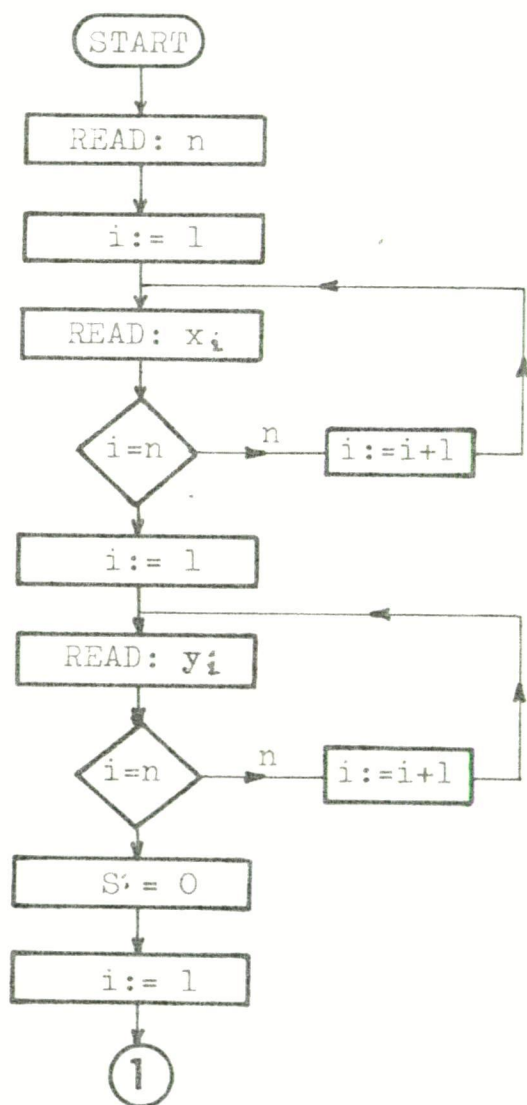 START
READ: n
i:= 1
READ: xᵢ
i=n n i:=i+1
i:= 1
READ: yᵢ
i=n n i:=i+1
S:= 0
i:= 1
1